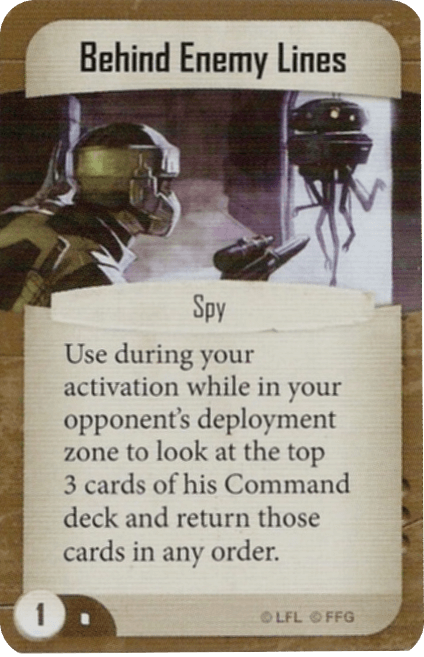 Behind Enemy Lines
Spy
Use during your
activation while in your
opponent's deployment
zone to look at the top
3 cards of his Command
deck and return those
cards in any order.
1
© LFL © FFG